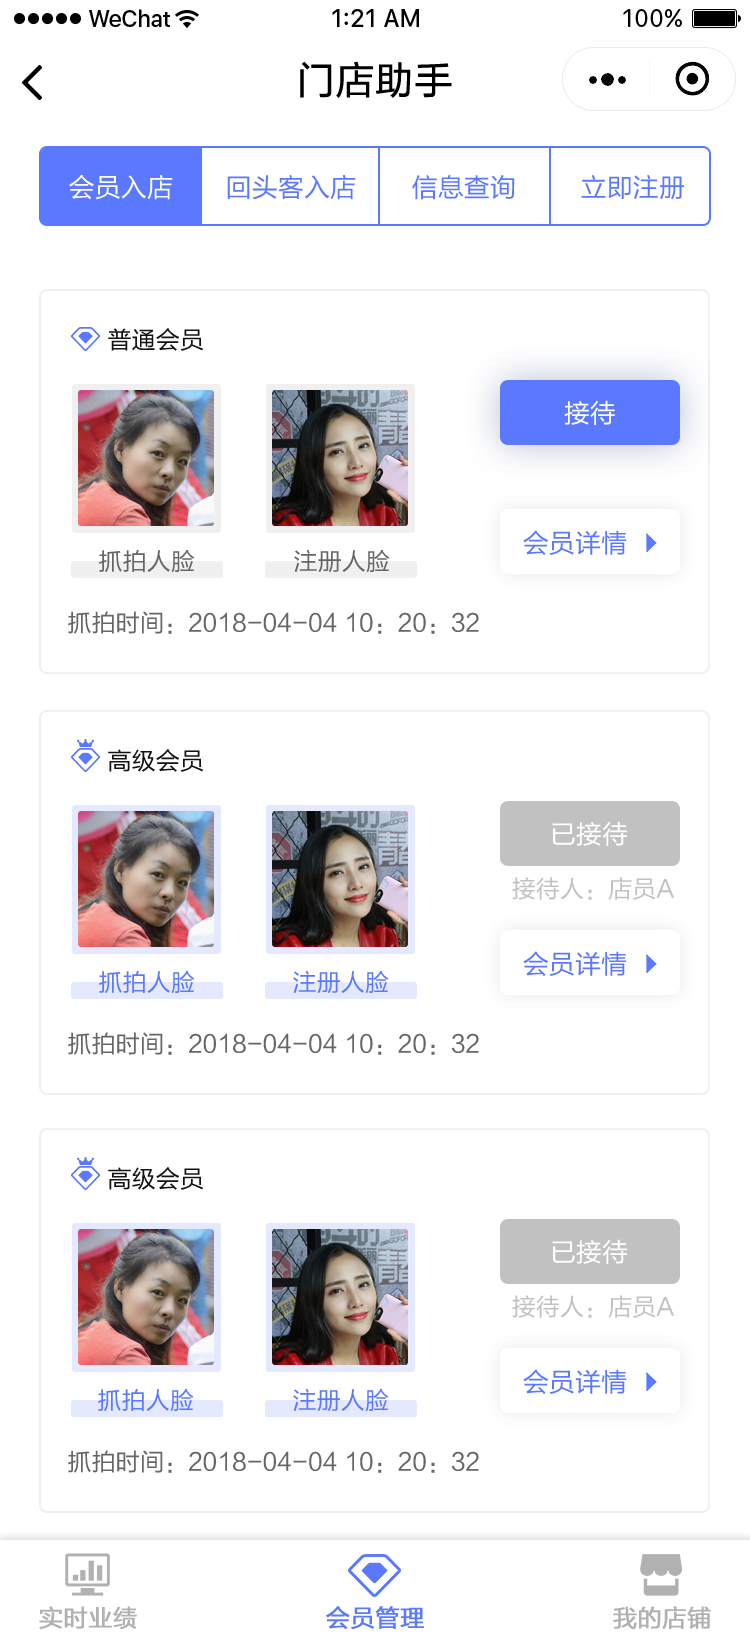 WeChat 1:21 AM 100%
门店助手
会员入店 回头客入店 信息查询 立即注册
普通会员
接待
抓拍人脸 注册人脸
会员详情
抓拍时间：2018-04-04 10：20：32
高级会员
已接待
接待人：店员A
抓拍人脸 注册人脸
会员详情
抓拍时间：2018-04-04 10：20：32
高级会员
已接待
接待人：店员A
抓拍人脸 注册人脸
会员详情
抓拍时间：2018-04-04 10：20：32
实时业绩 会员管理 我的店铺